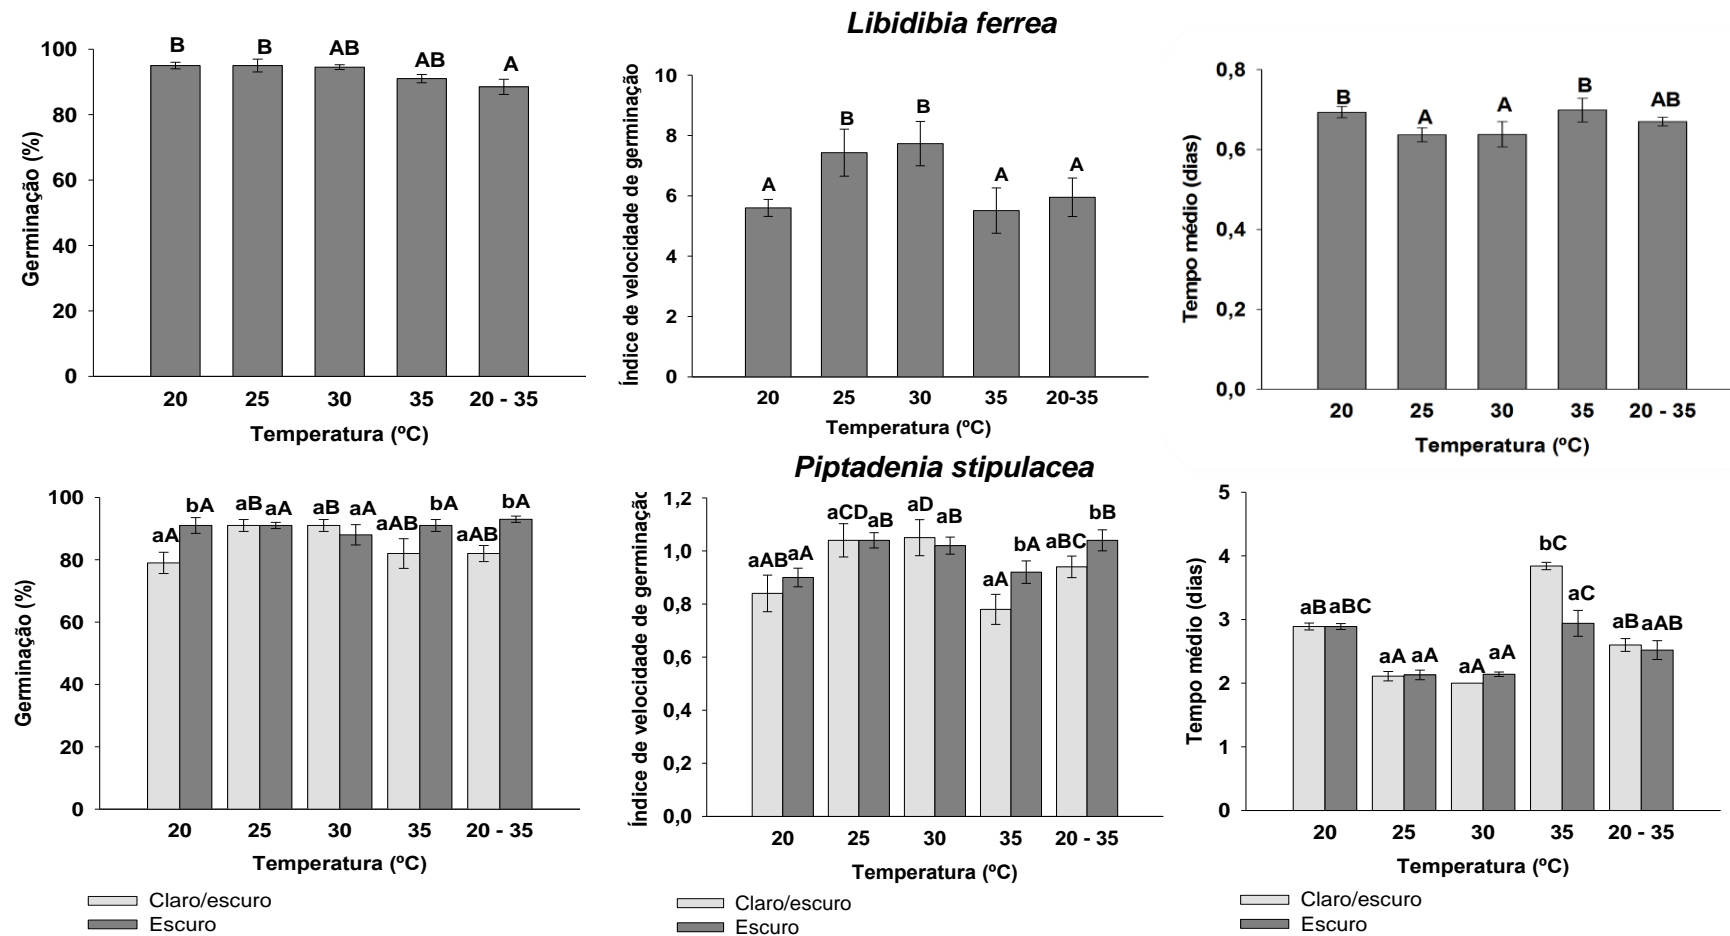 Libidibia ferrea
Germinação (%)
100
80
60
40
20
0
B B AB AB A
20 25 30 35 20 - 35
Temperatura (ºC)
Índice de velocidade de germinação
10
8
6
4
2
0
A B B A A
20 25 30 35 20-35
Temperatura (ºC)
Tempo médio (dias)
0,8
0,6
0,4
0,2
0,0
B A A B AB
20 25 30 35 20 - 35
Temperatura (ºC)
Piptadenia stipulacea
Germinação (%)
100
80
60
40
20
0
aA bA aB aA aB aA aAB bA aAB bA
20 25 30 35 20 - 35
Temperatura (ºC)
Claro/escuro
Escuro
Índice de velocidade de germinação
1,2
1,0
0,8
0,6
0,4
0,2
0,0
aAB aA aCD aB aD aB aA bA aBC bB
20 25 30 35 20 - 35
Temperatura (ºC)
Claro/escuro
Escuro
Tempo médio (dias)
5
4
3
2
1
0
aB aBC aA aA aA aA bC aC aB aAB
20 25 30 35 20 - 35
Temperatura (ºC)
Claro/escuro
Escuro